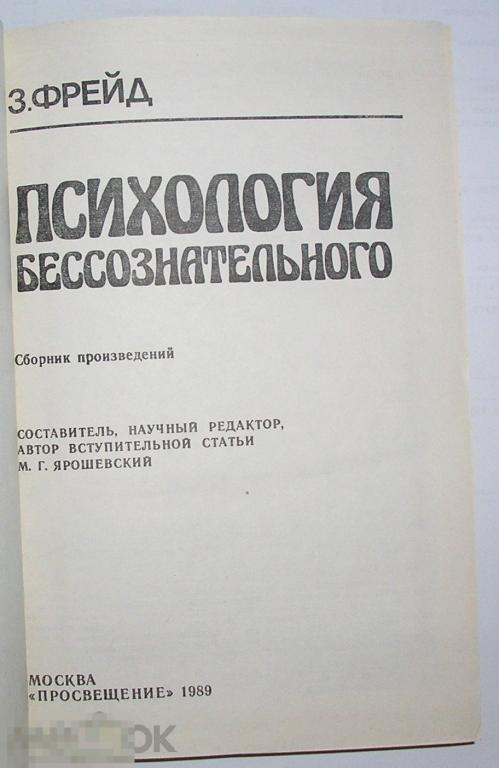 З.ФРЕЙД
ПСИХОЛОГИЯ
БЕССОЗНАТЕЛЬНОГО
Сборник произведений
СОСТАВИТЕЛЬ, НАУЧНЫЙ РЕДАКТОР,
АВТОР ВСТУПИТЕЛЬНОЙ СТАТЬИ
М. Г. ЯРОШЕВСКИЙ
МОСКВА
«ПРОСВЕЩЕНИЕ» 1989